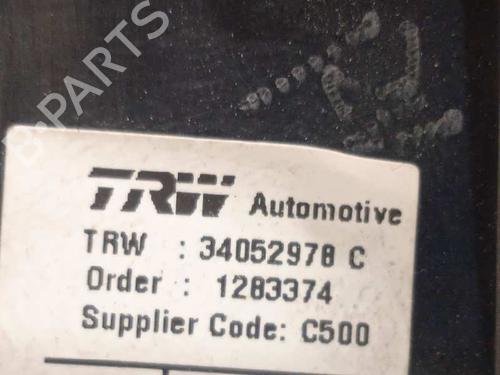 B-PARTS
TRW Automotive
TRW : 34052978 C
Order : 1283374
Supplier Code: C500